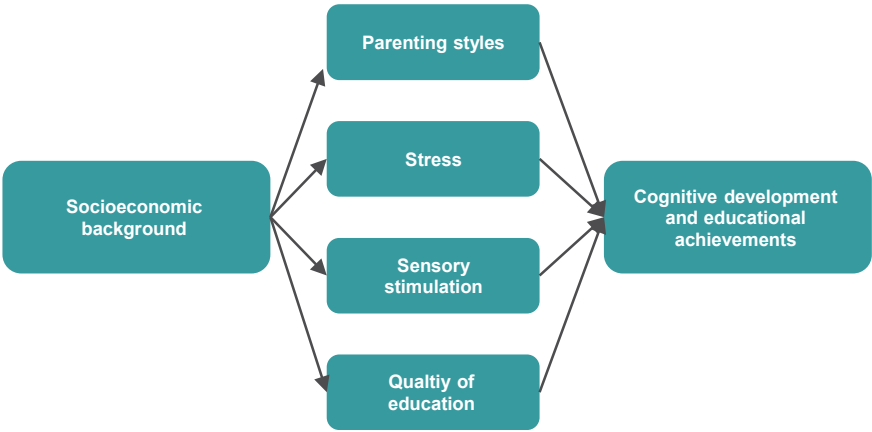 Parenting styles
Stress
Socioeconomic
background
Cognitive development
and educational
achievements
Sensory
stimulation
Qualtiy of
education